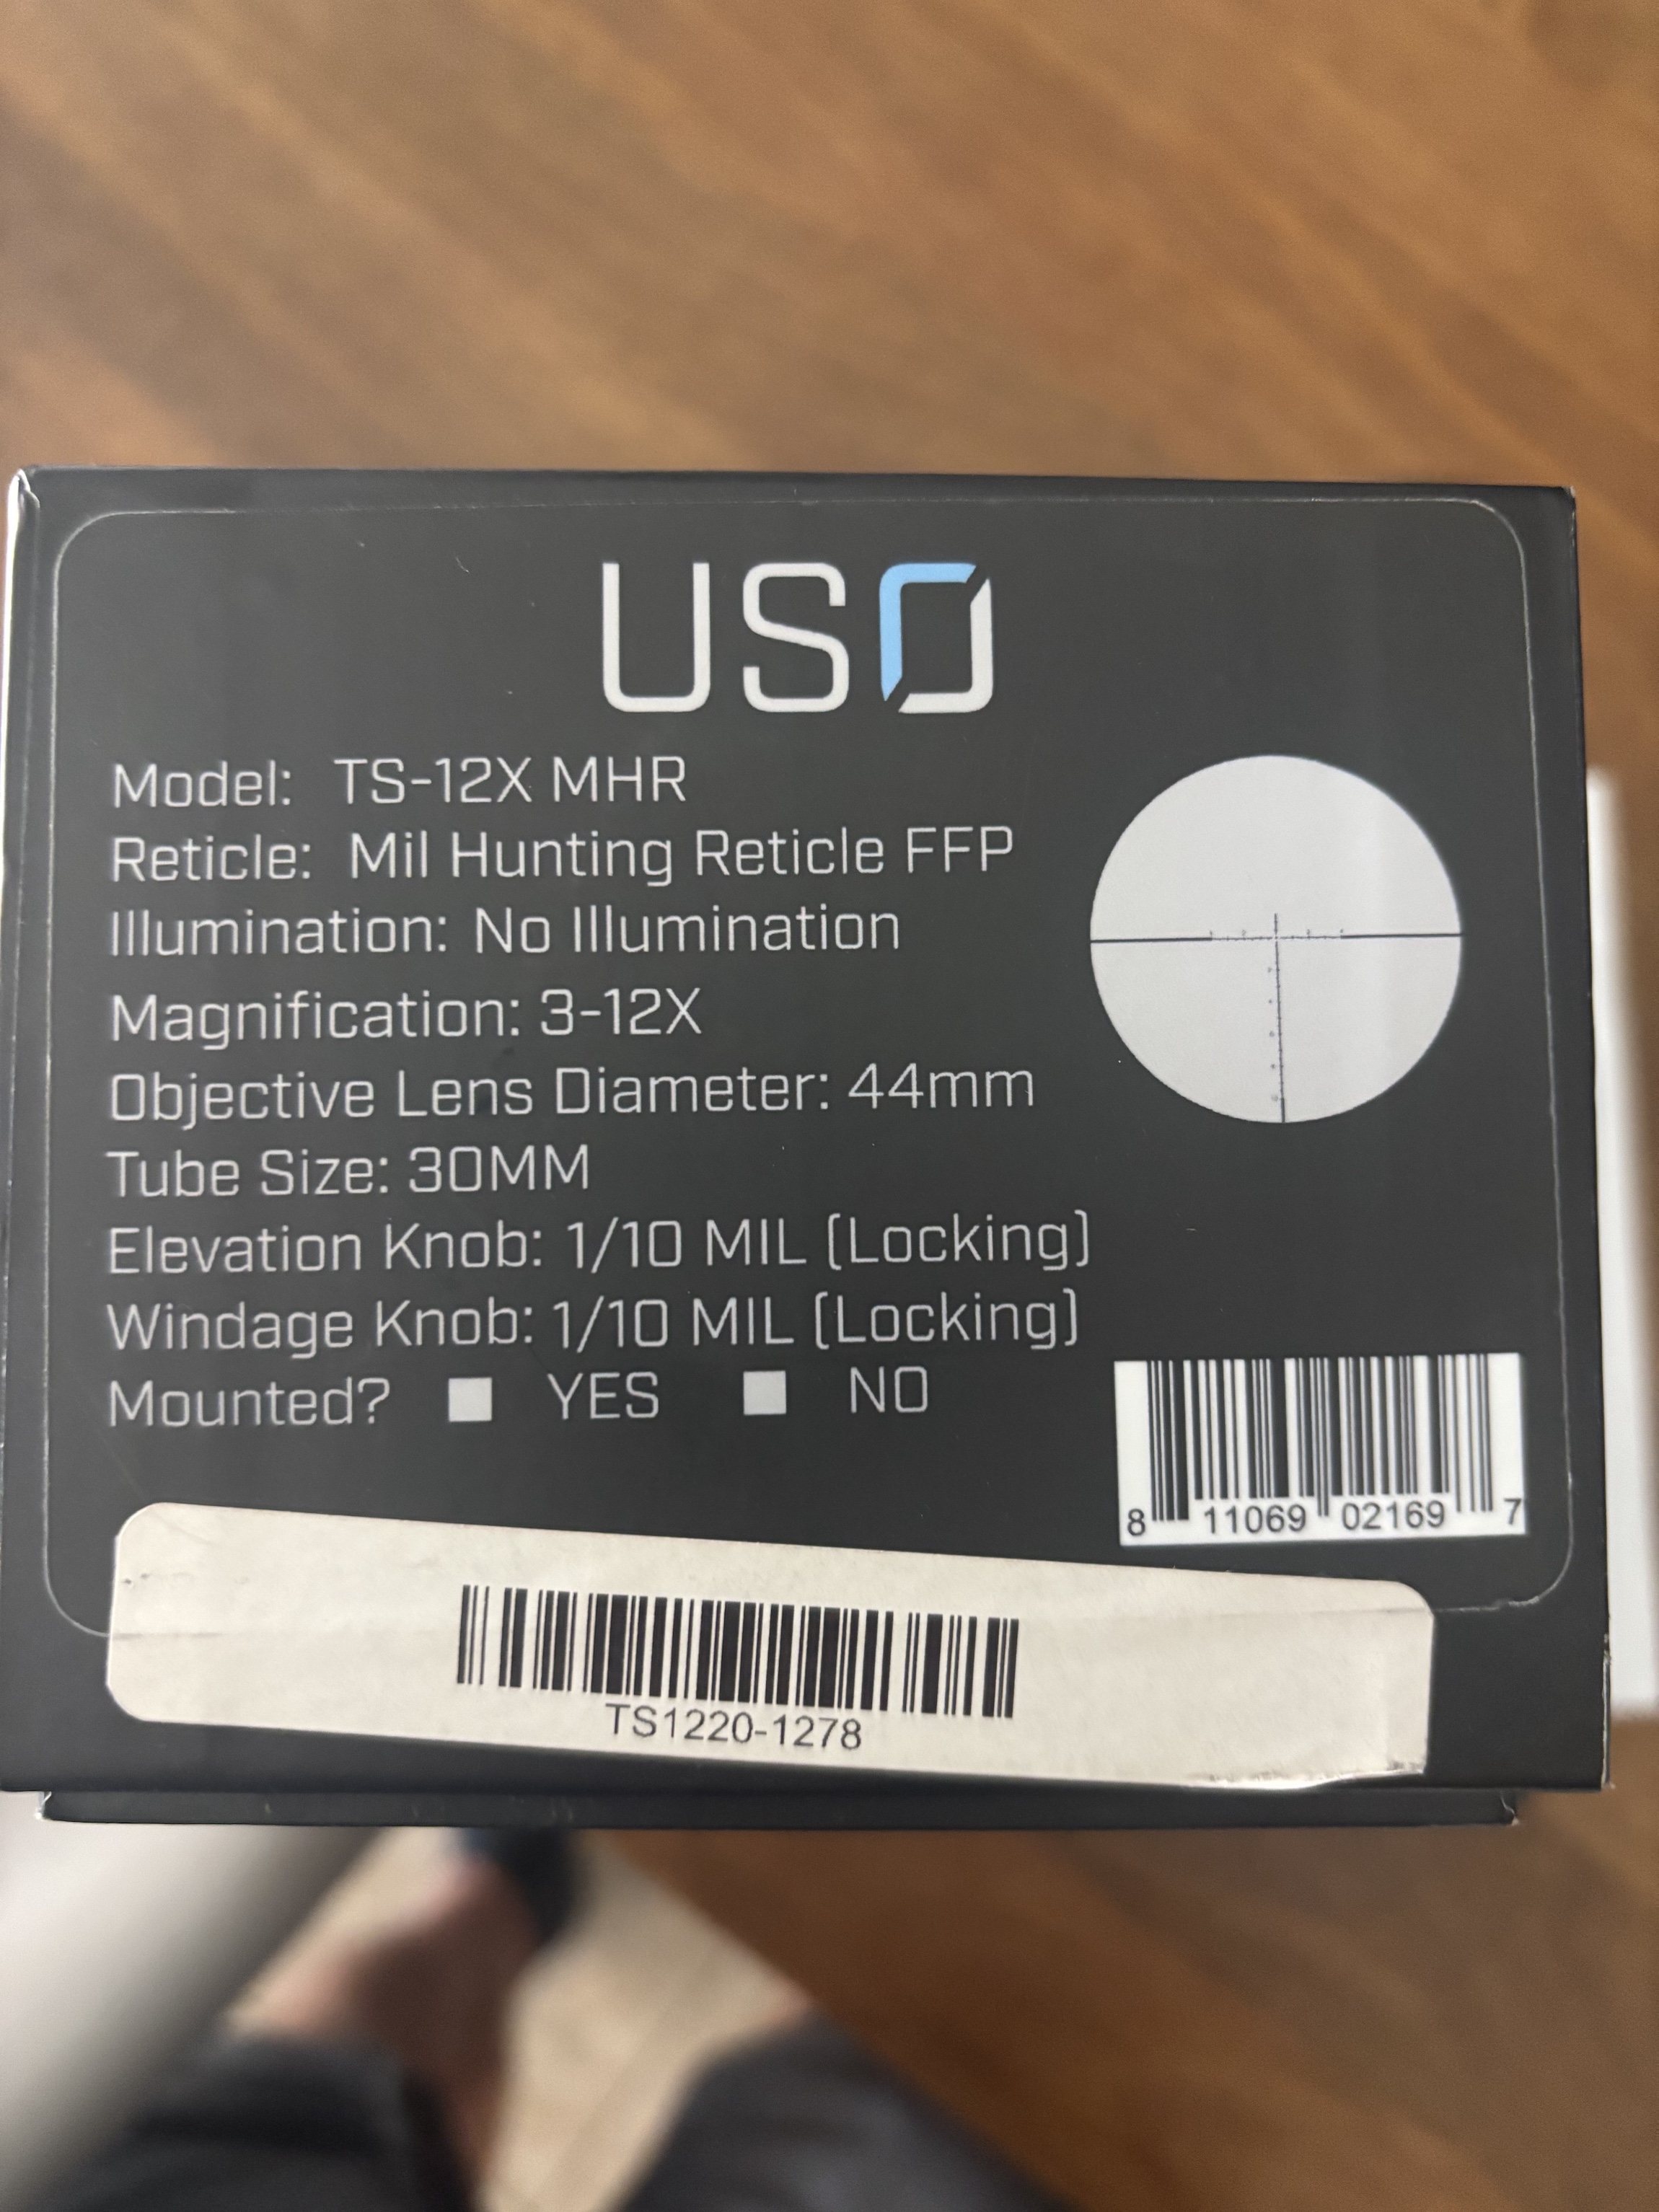 USO
Model: TS-12X MHR
Reticle: Mil Hunting Reticle FFP
Illumination: No Illumination
Magnification: 3-12X
Objective Lens Diameter: 44mm
Tube Size: 30MM
Elevation Knob: 1/10 MIL (Locking)
Windage Knob: 1/10 MIL (Locking)
Mounted? YES NO
8 11069 02169 7
TS1220-1278